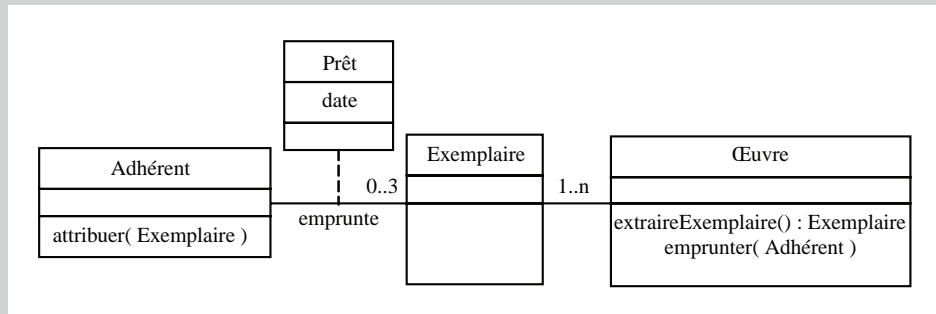 Prêt
date
Adhérent
attribuer( Exemplaire )
0..3
emprunte
Exemplaire
1..n
Œuvre
extraireExemplaire() : Exemplaire
emprunter( Adhérent )